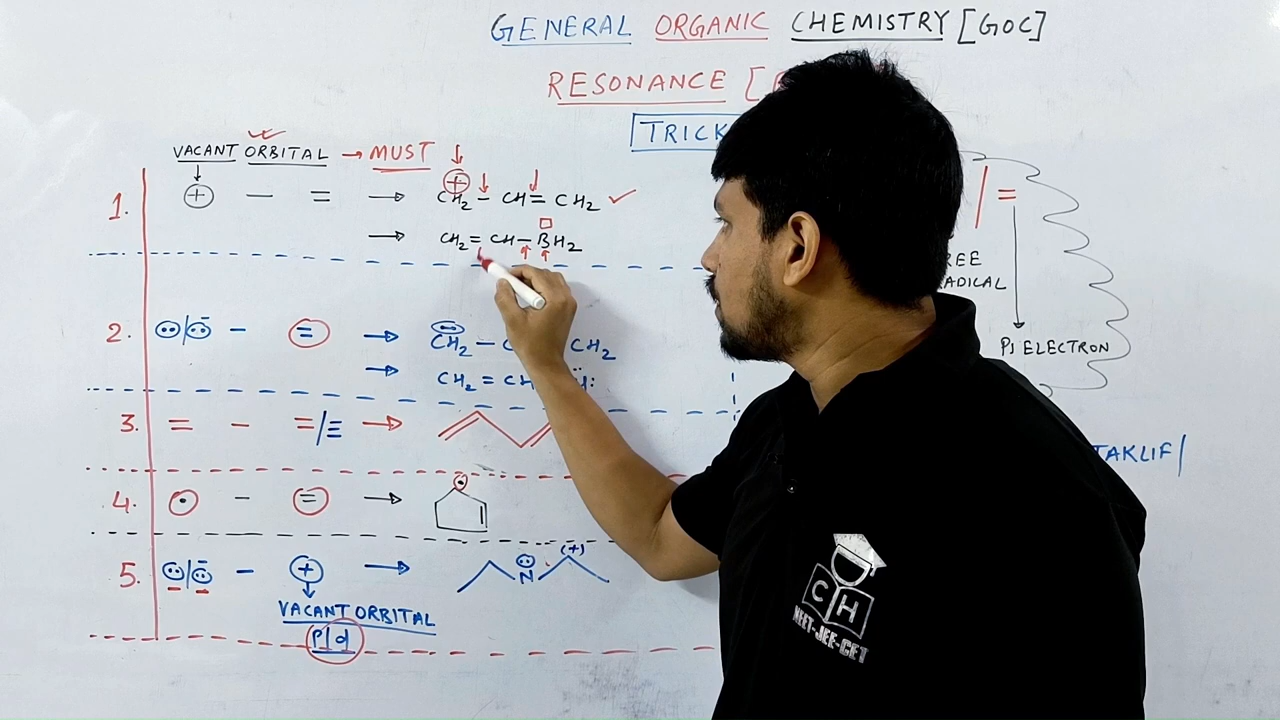 GENERAL ORGANIC CHEMISTRY [GOC]
RESONANCE [
TRICK
VACANT ORBITAL → MUST
1. ⊕ — = → ⊕ CH₂ – CH = CH₂ ✓
→ CH₂ = CH – BH₂
2. ··/·· – — = → CH₂ – C CH₂
→ CH₂ = CH
3. = — =/≡ →
4. • — = →
5. ··/·· – — + → N (+)
VACANT ORBITAL
P/d
/ =
REE
ADICAL
PI ELECTRON
TAKLIF/
CH
NEET-JEE-CET